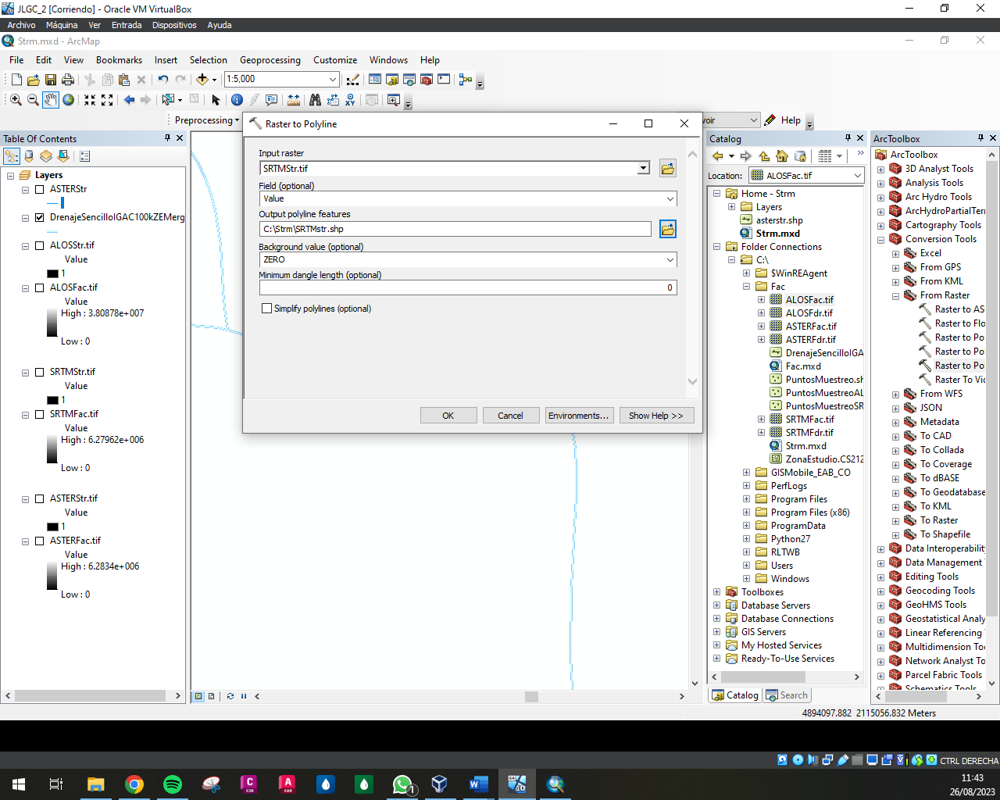 JLGC_2 [Corriendo] - Oracle VM VirtualBox
Archivo Máquina Ver Entrada Dispositivos Ayuda
Strm.mxd - ArcMap
File Edit View Bookmarks Insert Selection Geoprocessing Customize Windows Help
1:5,000
Preprocessing
Help
Table Of Contents
Layers
ASTERStr
DrenajeSencilloIGAC100kZEMerg
ALOSStr.tif
Value
1
ALOSFac.tif
Value
High : 3.80878e+007
Low : 0
SRTMStr.tif
Value
1
SRTMFac.tif
Value
High : 6.27962e+006
Low : 0
ASTERStr.tif
Value
1
ASTERFac.tif
Value
High : 6.2834e+006
Low : 0
Raster to Polyline
Input raster
SRTMStr.tif
Field (optional)
Value
Output polyline features
C:\Strm\SRTMstr.shp
Background value (optional)
ZERO
Minimum dangle length (optional)
0
Simplify polylines (optional)
OK Cancel Environments... Show Help >>
Catalog
Location: ALOSFac.tif
Home - Strm
Layers
asterstr.shp
Strm.mxd
Folder Connections
C:\
$WinREAgent
Fac
ALOSFac.tif
ALOSFdr.tif
ASTERFac.tif
ASTERFdr.tif
DrenajeSencilloIGA
Fac.mxd
PuntosMuestreo.sh
PuntosMuestreoAL
PuntosMuestreoSR
SRTMFac.tif
SRTMFdr.tif
Strm.mxd
ZonaEstudio.CS212
GISMobile_EAB_CO
PerfLogs
Program Files
Program Files (x86)
ProgramData
Python27
RLTWB
Users
Windows
Toolboxes
Database Servers
Database Connections
GIS Servers
My Hosted Services
Ready-To-Use Services
Catalog Search
ArcToolbox
ArcToolbox
3D Analyst Tools
Analysis Tools
Arc Hydro Tools
ArcHydroPartialTerr
Cartography Tools
Conversion Tools
Excel
From GPS
From KML
From Raster
Raster to AS
Raster to Flo
Raster to Po
Raster to Po
Raster to Po
Raster To Vi
From WFS
JSON
Metadata
To CAD
To Collada
To Coverage
To dBASE
To Geodatabase
To KML
To Raster
To Shapefile
Data Interoperability
Data Management
Editing Tools
Geocoding Tools
GeoHMS Tools
Geostatistical Analy
Linear Referencing
Multidimension Too
Network Analyst To
Parcel Fabric Tools
Schematics Tools
4894097.882 2115056.832 Meters
CTRL DERECHA
11:43
26/08/2023